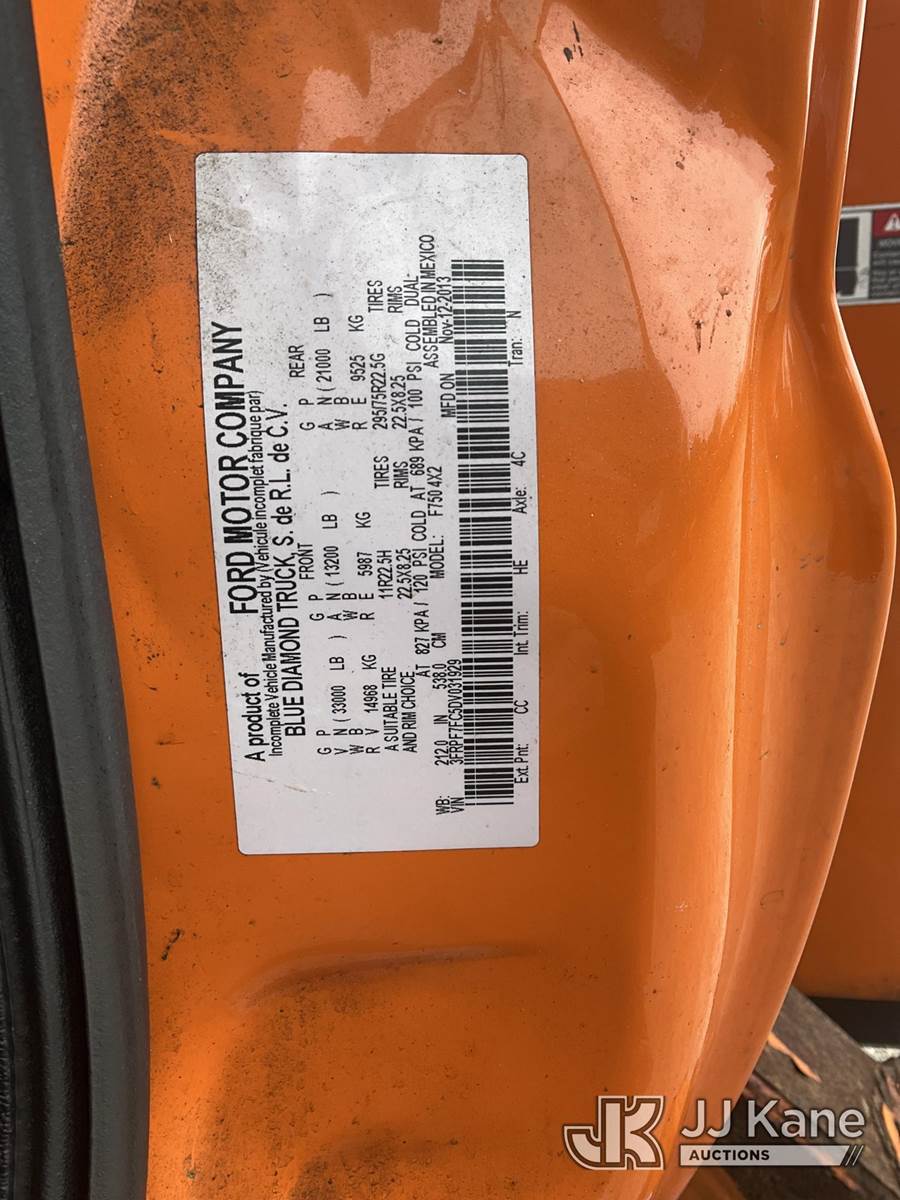 A product of FORD MOTOR COMPANY
Incomplete Vehicle Manufactured by (Vehicule incomplet fabrique par)
BLUE DIAMOND TRUCK, S. de R.L. de C.V.
FRONT REAR
G P G P G P
V N ( 33000 LB ) A N ( 13200 LB ) A N ( 21000 LB )
W B W B W B
R V 14968 KG R E 5987 KG R E 9525 KG
A SUITABLE TIRE 11R22.5H TIRES 295/75R22.5G TIRES
AND RIM CHOICE 22.5X8.25 RIMS 22.5X8.25 RIMS
AT 827 KPA / 120 PSI COLD AT 689 KPA / 100 PSI COLD DUAL
ASSEMBLED IN MEXICO
WB: 212.0 IN 538.0 CM MODEL: F750 4X2 MFD ON Nov-12-2013
VIN 3FRPF7FC5DV031929
Ext Pnt: CC Int. Trim: HE Axle: 4C Tran: N
JK JJ Kane
AUCTIONS